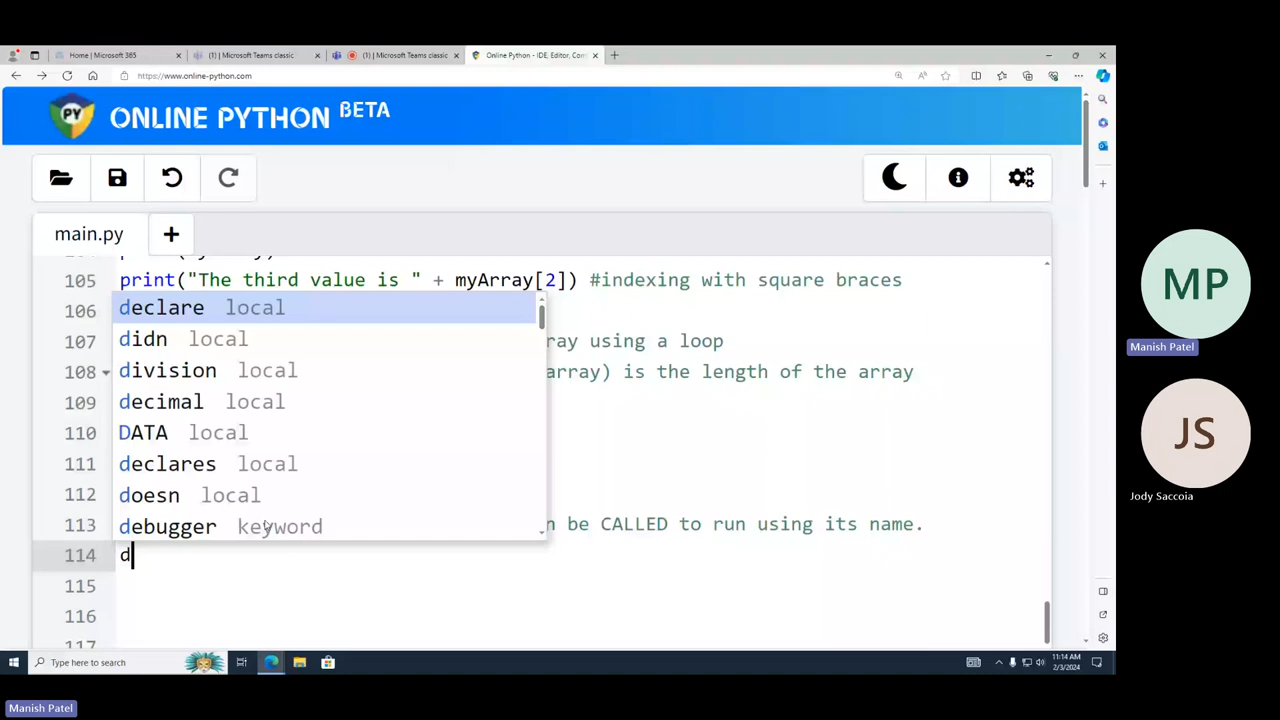 Home | Microsoft 365
(1) | Microsoft Teams classic
(1) | Microsoft Teams classic
Online Python - IDE, Editor, Com
https://www.online-python.com
PY
ONLINE PYTHON BETA
main.py
105 print("The third value is " + myArray[2]) #indexing with square braces
106
107 ray using a loop
108 array) is the length of the array
109
110
111
112
113 n be CALLED to run using its name.
114 d
115
116
declare local
didn local
division local
decimal local
DATA local
declares local
doesn local
debugger keyword
MP
Manish Patel
JS
Jody Saccoia
Type here to search
11:14 AM
2/3/2024
Manish Patel